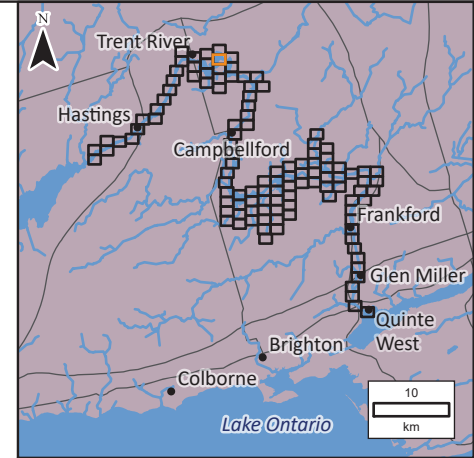 N
Trent River
Hastings
Campbellford
Frankford
Glen Miller
Quinte
West
Brighton
Colborne
10
km
Lake Ontario